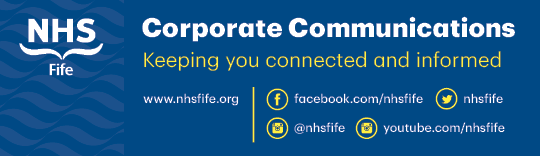 NHS
Fife
Corporate Communications
Keeping you connected and informed
www.nhsfife.org
facebook.com/nhsfife nhsfife
@nhsfife youtube.com/nhsfife